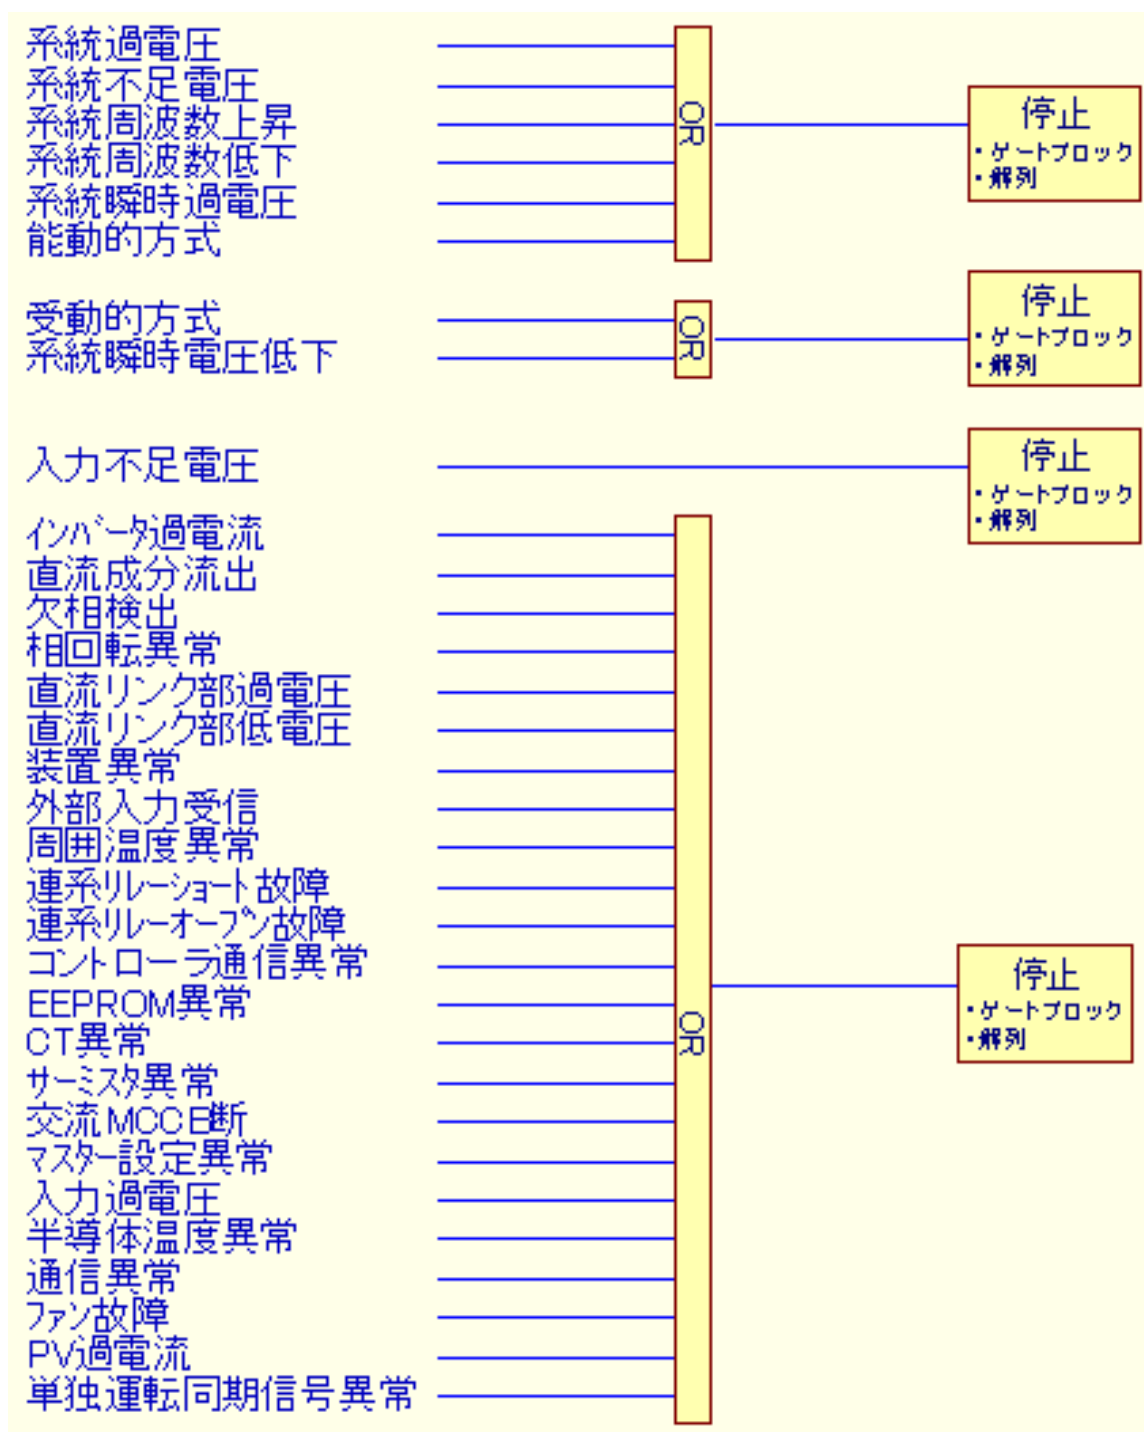 系統過電圧
系統不足電圧
系統周波数上昇
系統周波数低下
系統瞬時過電圧
能動的方式
OR
停止
・ゲートブロック
・解列
受動的方式
系統瞬時電圧低下
OR
停止
・ゲートブロック
・解列
入力不足電圧
停止
・ゲートブロック
・解列
インバータ過電流
直流成分流出
欠相検出
相回転異常
直流リンク部過電圧
直流リンク部低電圧
装置異常
外部入力受信
周囲温度異常
連系リレーショート故障
連系リレーオープン故障
コントローラ通信異常
EEPROM異常
CT異常
サーミスタ異常
交流MCCB断
マスター設定異常
入力過電圧
半導体温度異常
通信異常
ファン故障
PV過電流
単独運転同期信号異常
OR
停止
・ゲートブロック
・解列